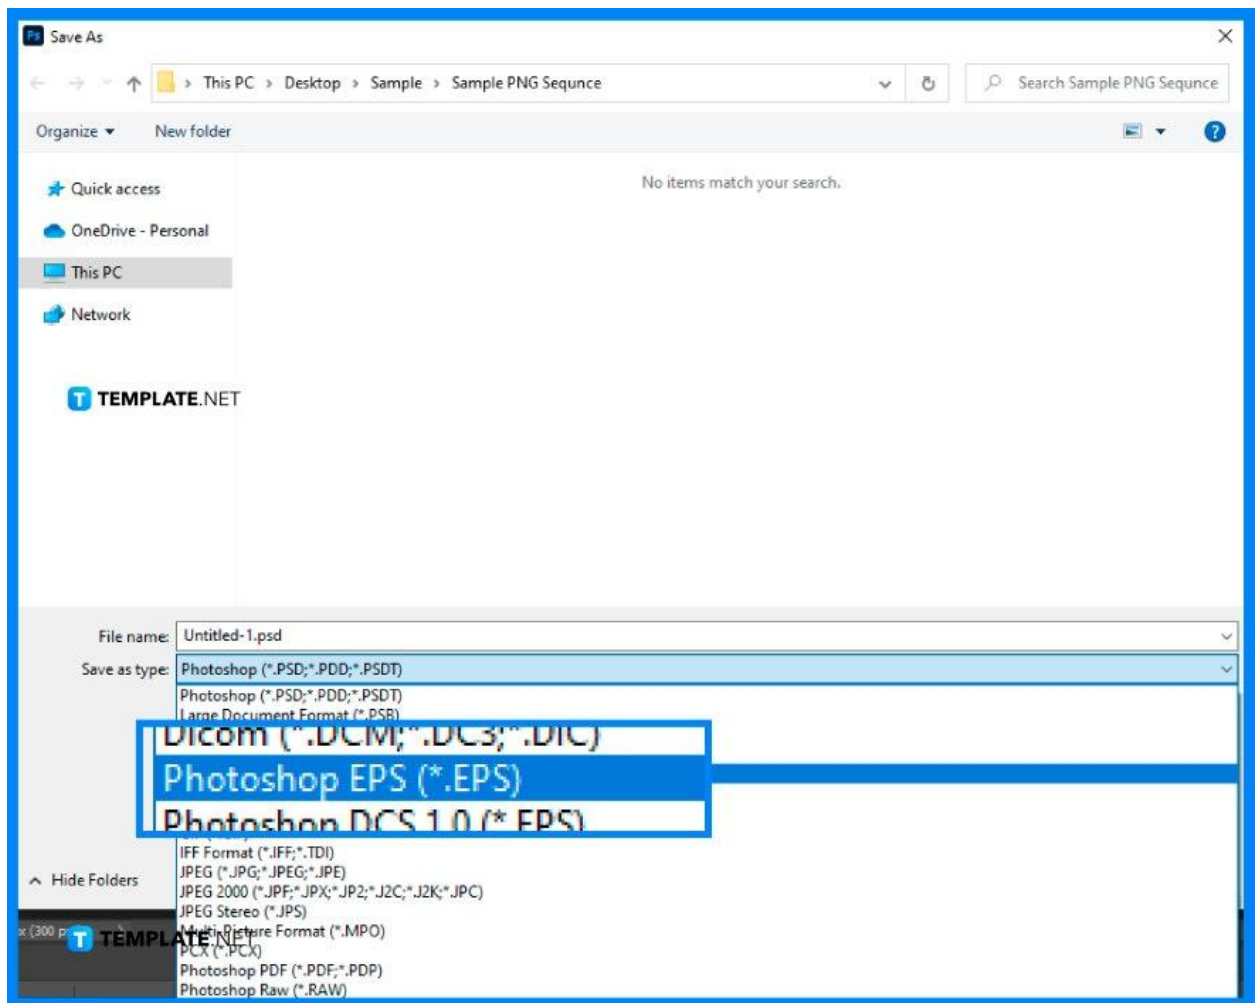 Ps Save As
This PC > Desktop > Sample > Sample PNG Sequnce
Search Sample PNG Sequnce
Organize
New folder
?
Quick access
No items match your search.
OneDrive - Personal
This PC
Network
T TEMPLATE.NET
File name: Untitled-1.psd
Save as type: Photoshop (*.PSD;*.PDD;*.PSDT)
Photoshop (*.PSD;*.PDD;*.PSDT)
Large Document Format (*.PSB)
Dicom (*.DCM;*.DC3;*.DIC)
Photoshop EPS (*.EPS)
Photoshop DCS 1.0 (*.EPS)
IFF Format (*.IFF;*.TDI)
JPEG (*.JPG;*.JPEG;*.JPE)
Hide Folders
JPEG 2000 (*.JPF;*.JPX;*.JP2;*.J2C;*.J2K;*.JPC)
JPEG Stereo (*.JPS)
Multi-Picture Format (*.MPO)
(300 p
T TEMPLATE.NET
PCX (*.PCX)
Photoshop PDF (*.PDF;*.PDP)
Photoshop Raw (*.RAW)